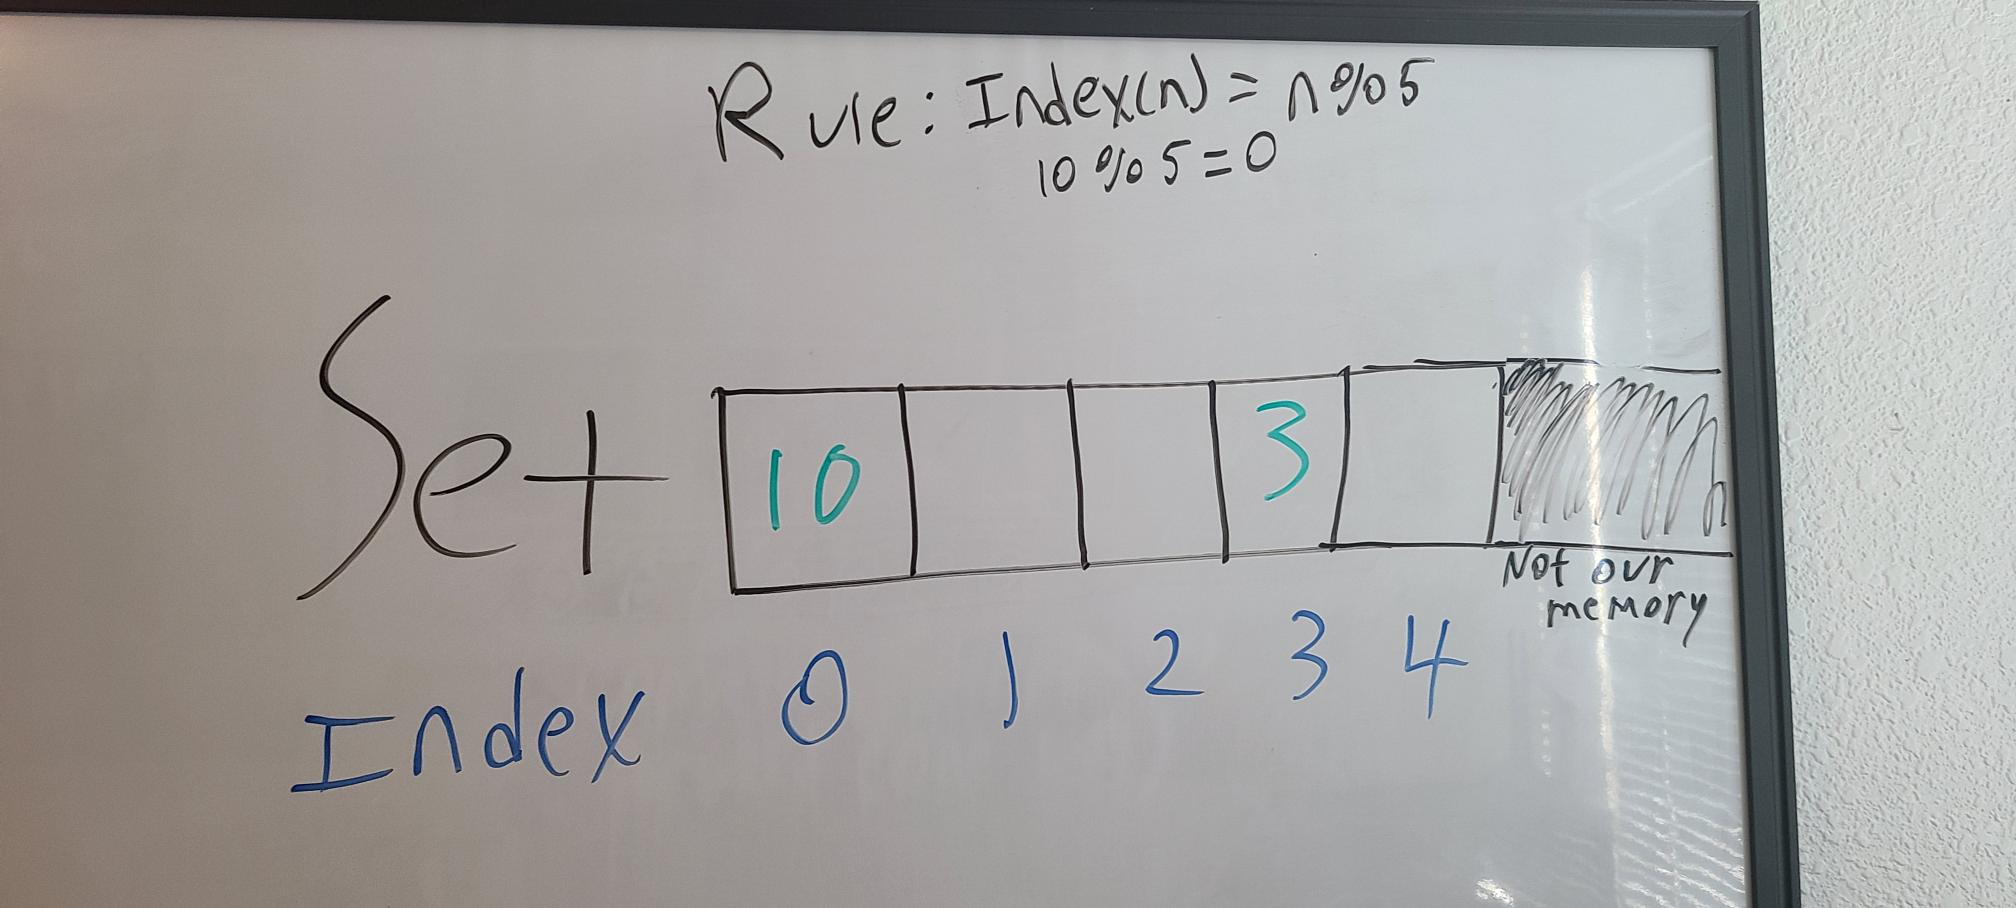 Rule: Index(n) = n%5
10%5=0
Set 10 3
Not our
memory
Index 0 1 2 3 4